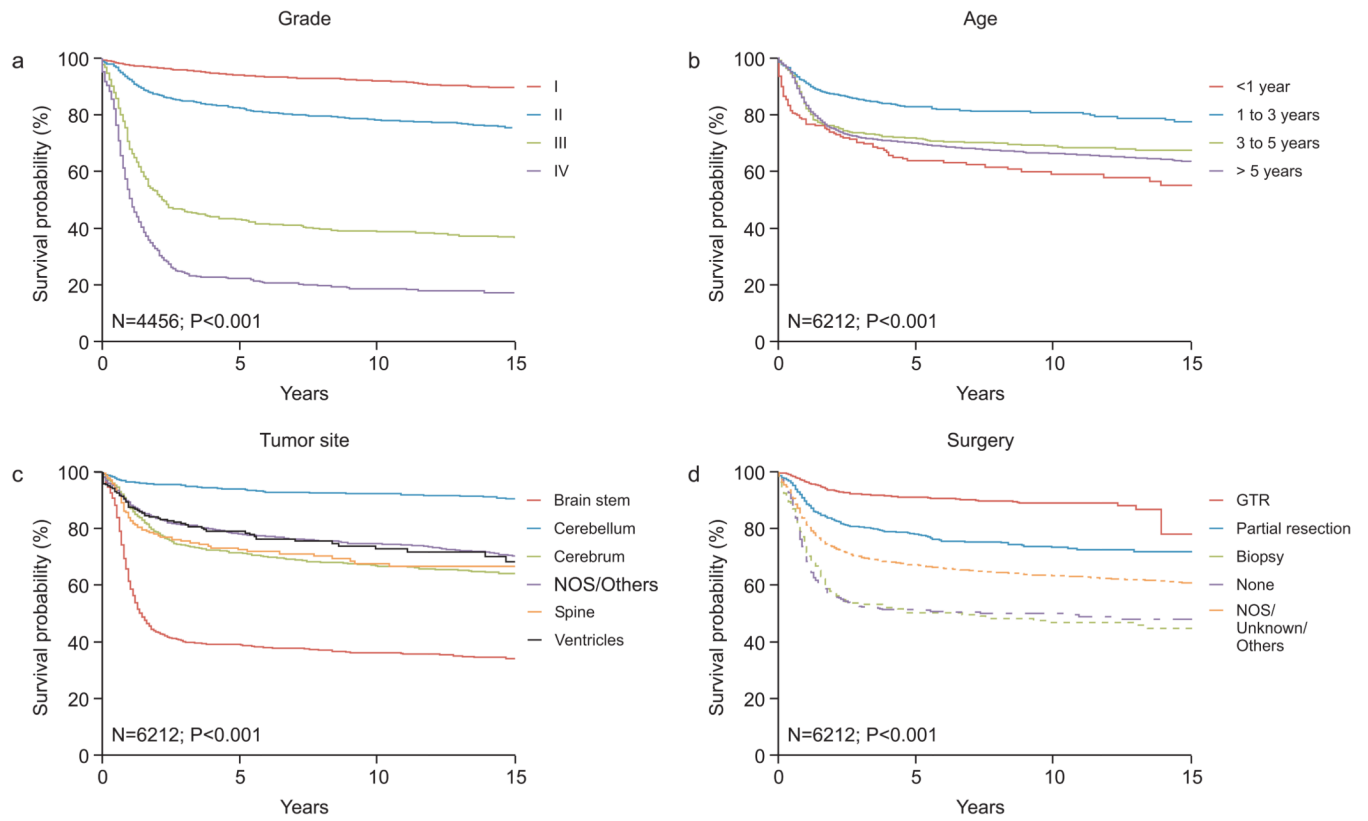 Grade
a
Survival probability (%)
100
80
60
40
20
0
N=4456; P<0.001
0 5 10 15
Years
I
II
III
IV
Age
b
Survival probability (%)
100
80
60
40
20
0
N=6212; P<0.001
0 5 10 15
Years
<1 year
1 to 3 years
3 to 5 years
> 5 years
Tumor site
c
Survival probability (%)
100
80
60
40
20
0
N=6212; P<0.001
0 5 10 15
Years
Brain stem
Cerebellum
Cerebrum
NOS/Others
Spine
Ventricles
Surgery
d
Survival probability (%)
100
80
60
40
20
0
N=6212; P<0.001
0 5 10 15
Years
GTR
Partial resection
Biopsy
None
NOS/
Unknown/
Others